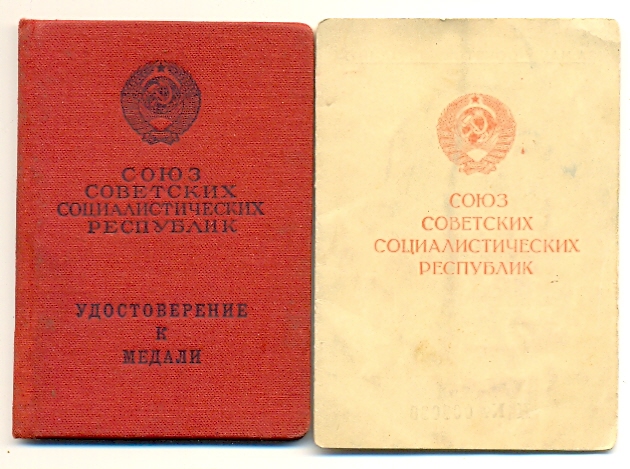 СОЮЗ
СОВЕТСКИХ
СОЦИАЛИСТИЧЕСКИХ
РЕСПУБЛИК
УДОСТОВЕРЕНИЕ
К
МЕДАЛИ
СОЮЗ
СОВЕТСКИХ
СОЦИАЛИСТИЧЕСКИХ
РЕСПУБЛИК